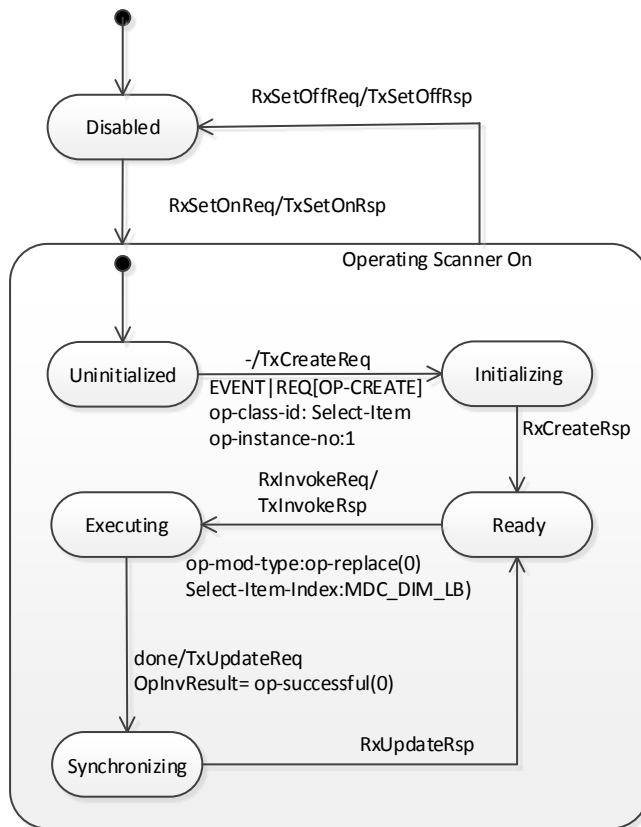 RxSetOffReq/TxSetOffRsp
Disabled
RxSetOnReq/TxSetOnRsp
Operating Scanner On
Uninitialized
-/TxCreateReq
EVENT|REQ[OP-CREATE]
op-class-id: Select-Item
op-instance-no:1
Initializing
RxCreateRsp
RxInvokeReq/
TxInvokeRsp
Executing
Ready
op-mod-type:op-replace(0)
Select-Item-Index:MDC_DIM_LB)
done/TxUpdateReq
OpInvResult= op-successful(0)
RxUpdateRsp
Synchronizing